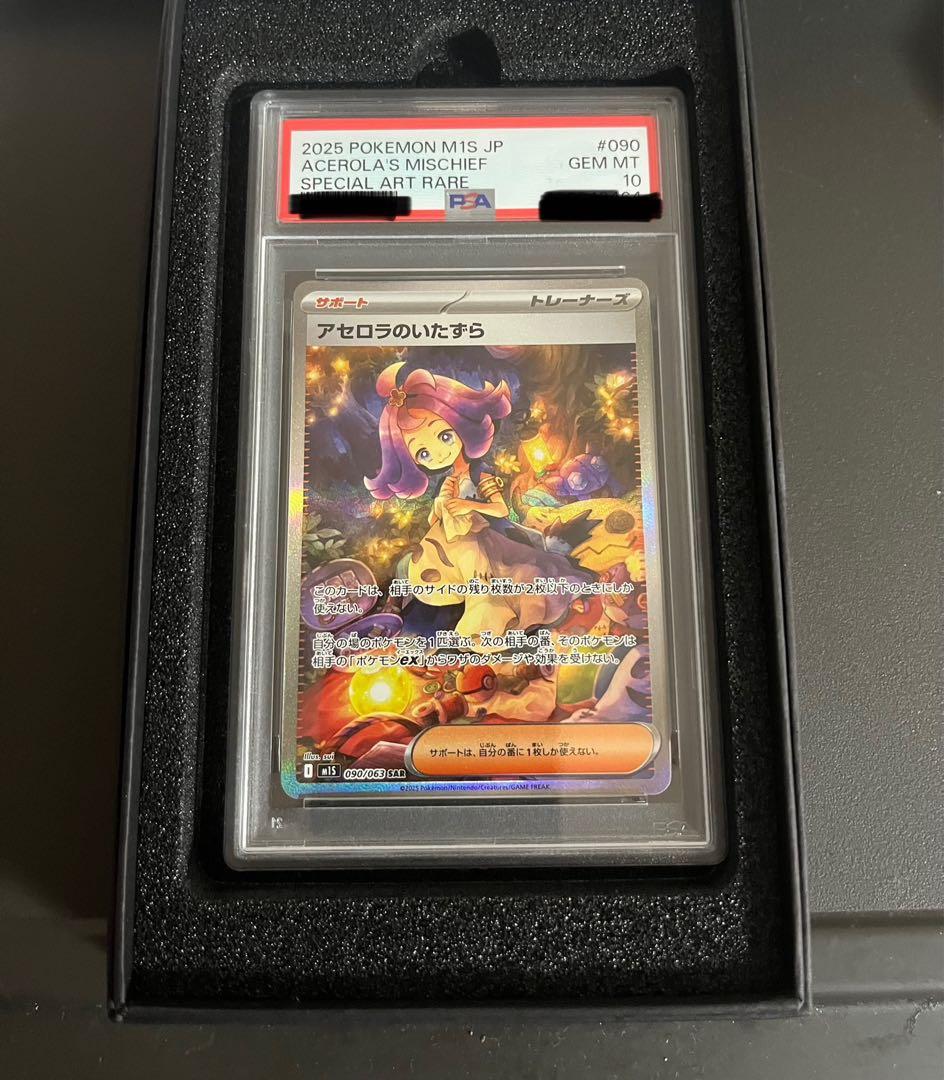 2025 POKEMON M1S JP #090
ACEROLA'S MISCHIEF GEM MT
SPECIAL ART RARE 10
PSA
サポート トレーナーズ
アセロラのいたずら
このカードは、相手のサイドの残り枚数が2枚以下のときにしか
使えない。
自分の場のポケモンを1匹選ぶ。次の相手の番、そのポケモンは
相手の「ポケモンex」からワザのダメージや効果を受けない。
サポートは、自分の番に1枚しか使えない。
Illus. sui
I m1S 090/063 SAR
©2025 Pokémon/Nintendo/Creatures/GAME FREAK.